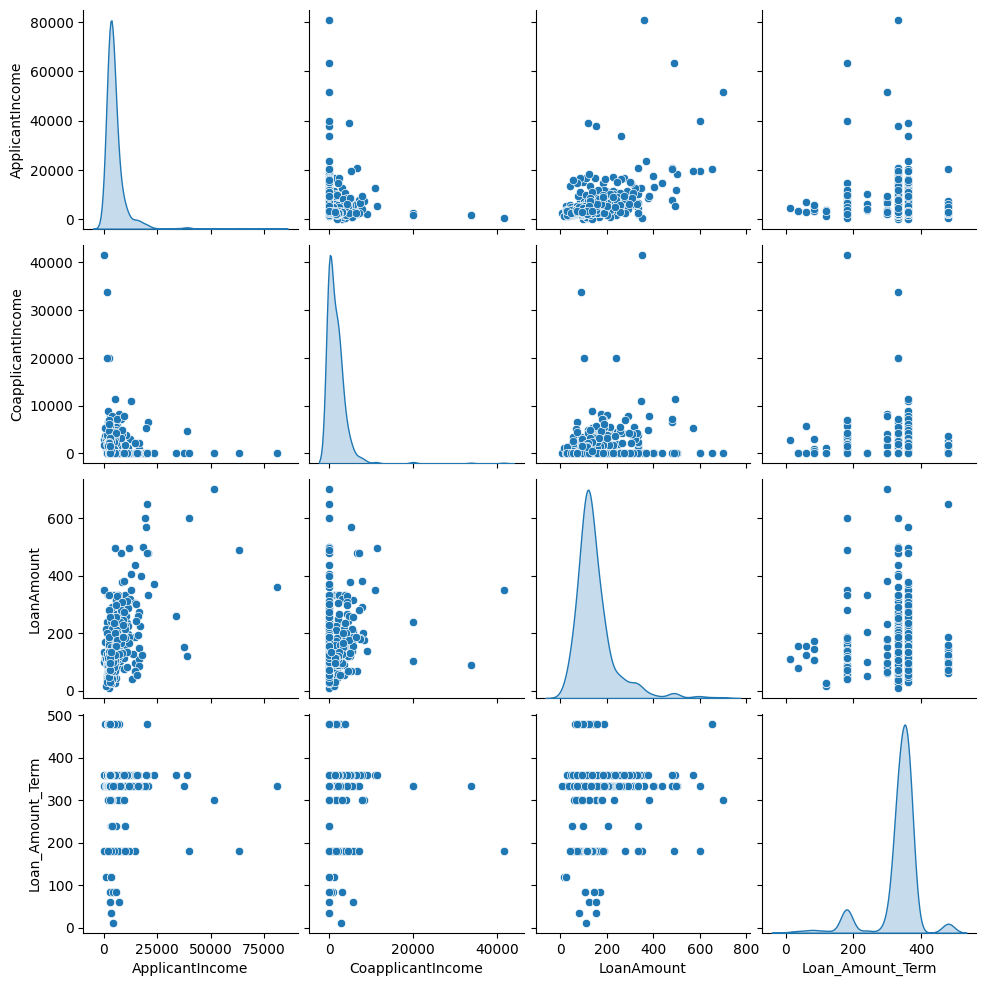 80000
60000
40000
20000
0
ApplicantIncome
40000
30000
20000
10000
0
CoapplicantIncome
600
400
200
0
LoanAmount
500
400
300
200
100
0
Loan_Amount_Term
0 25000 50000 75000
ApplicantIncome
0 20000 40000
CoapplicantIncome
0 200 400 600 800
LoanAmount
0 200 400
Loan_Amount_Term